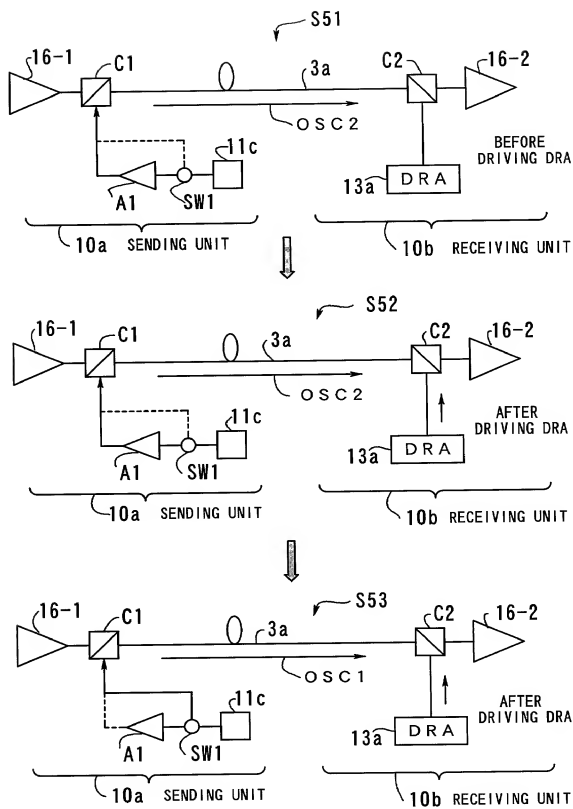 S51
16-1
C1
3a
C2
16-2
OSC2
11c
A1
SW1
13a
DRA
BEFORE
DRIVING DRA
10a SENDING UNIT
10b RECEIVING UNIT
S52
16-1
C1
3a
C2
16-2
OSC2
11c
A1
SW1
13a
DRA
AFTER
DRIVING DRA
10a SENDING UNIT
10b RECEIVING UNIT
S53
16-1
C1
3a
C2
16-2
OSC1
11c
A1
SW1
13a
DRA
AFTER
DRIVING DRA
10a SENDING UNIT
10b RECEIVING UNIT